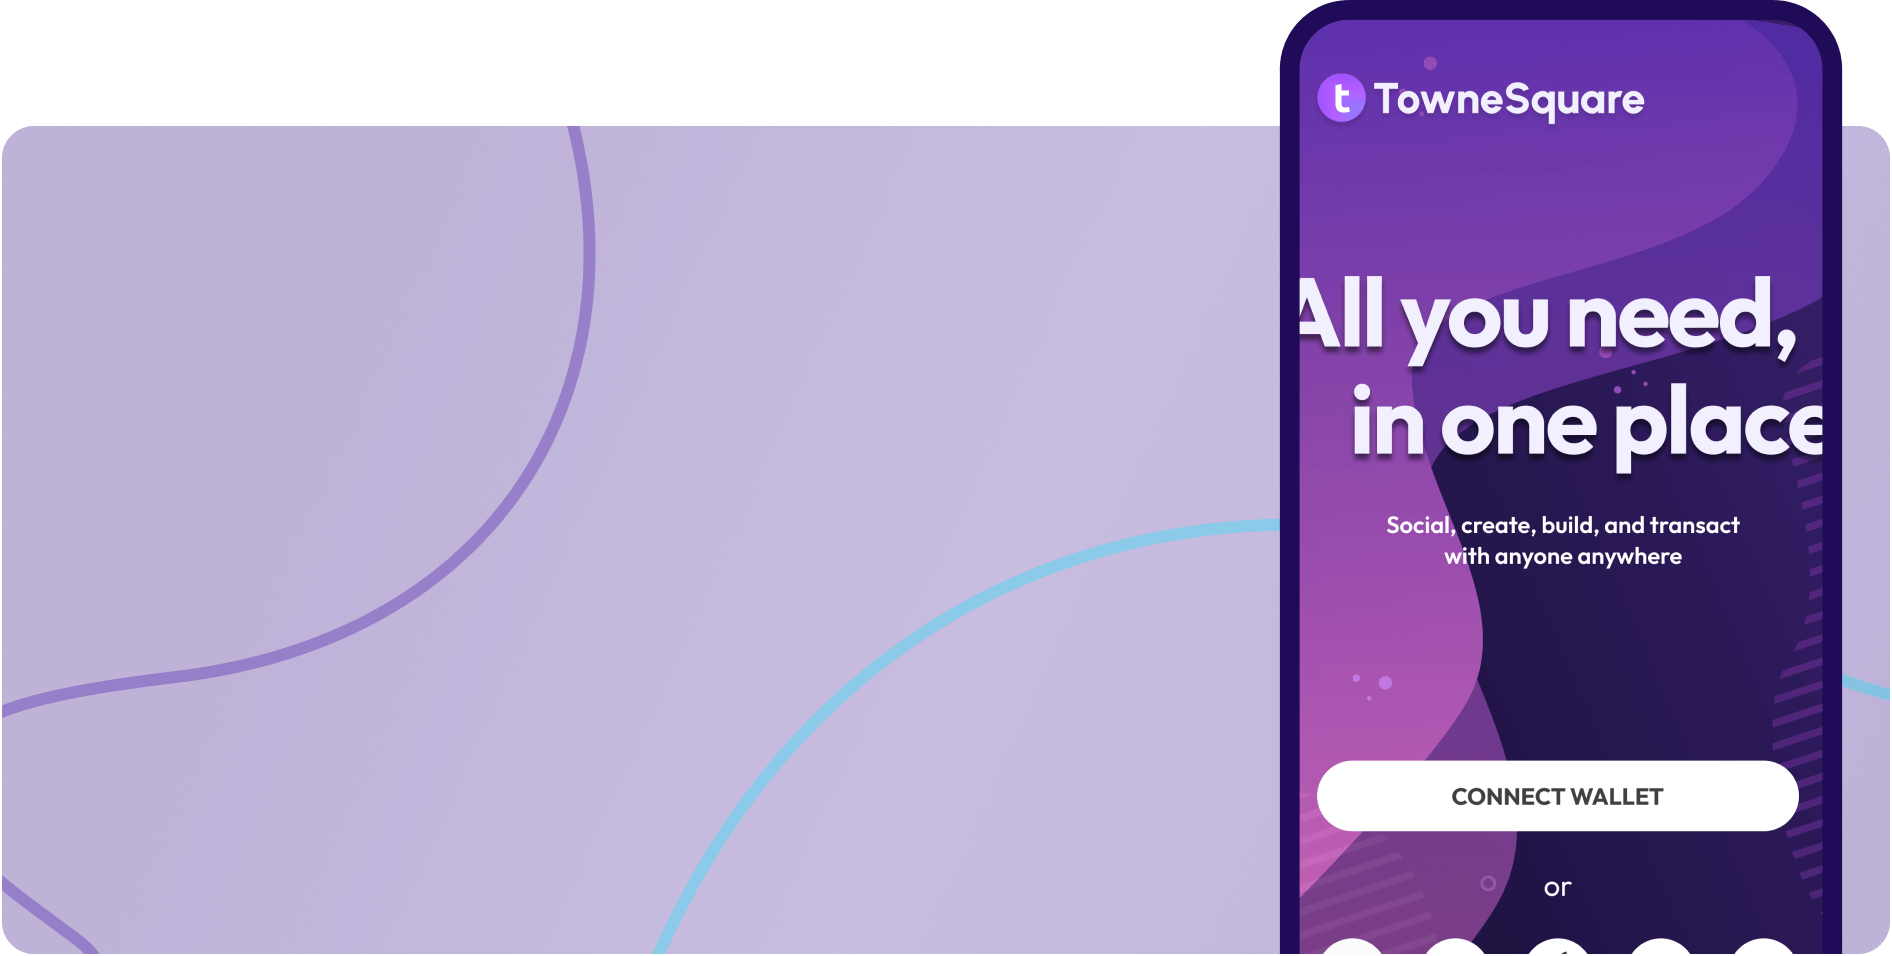 t TowneSquare
All you need,
in one place
Social, create, build, and transact
with anyone anywhere
CONNECT WALLET
or